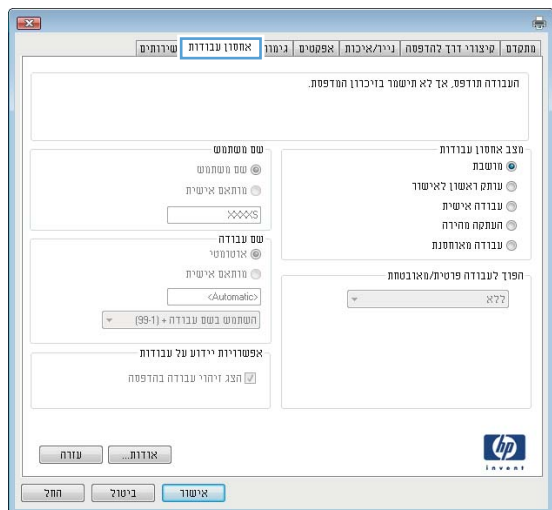 מתקדם קיצורי דרך להדפסה נייר/איכות אפקטים גימור אחסון עבודות שירותים
העבודה תודפס, אך לא תישמר בזיכרון המדפסת.
מצב אחסון עבודות
מושבת
עותק ראשון לאישור
עבודה אישית
העתקה מהירה
עבודה מאוחסנת
הפוך לעבודה פרטית/מאובטחת
ללא
שם משתמש
שם משתמש
מותאם אישית
XXXXS
שם עבודה
אוטומטי
מותאם אישית
<Automatic>
השתמש בשם עבודה + (99-1)
אפשרויות יידוע על עבודות
הצג זיהוי עבודה בהדפסה
hp
invent
אודות...
עזרה
אישור
ביטול
החל